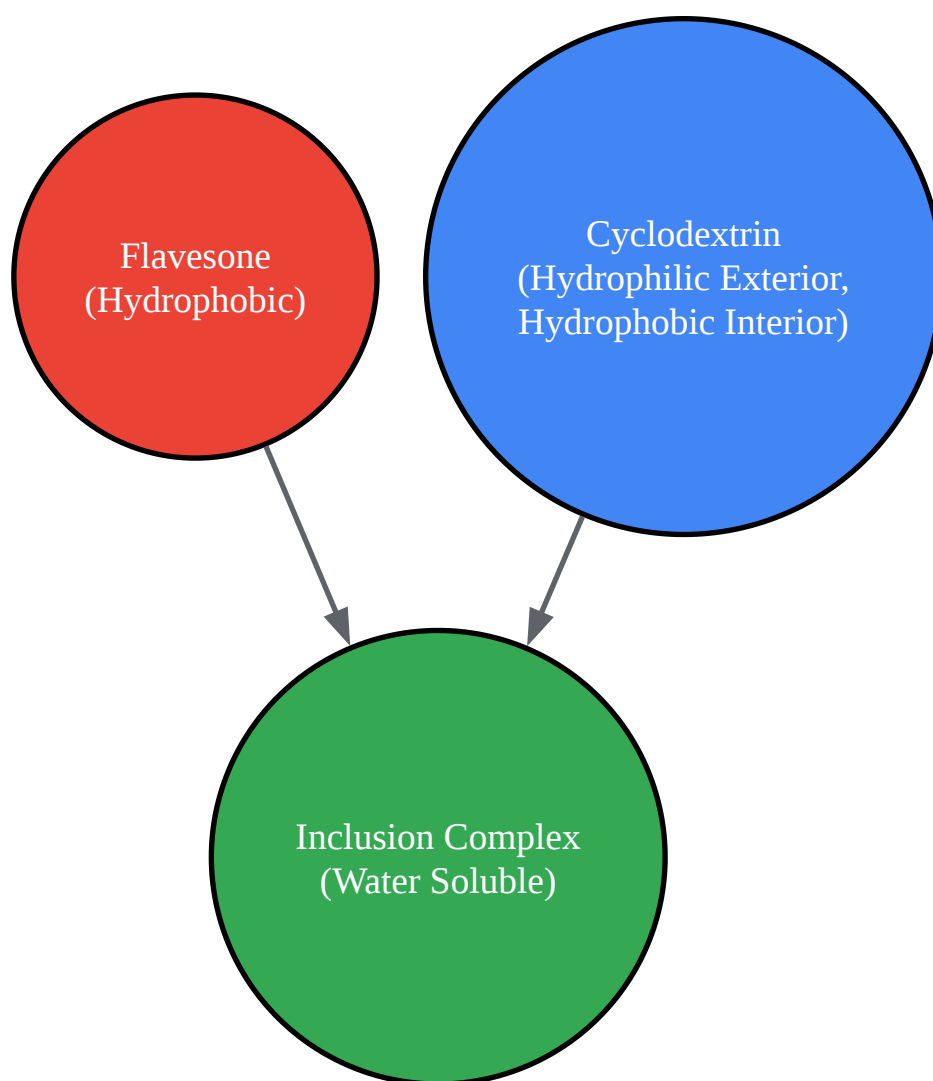 Flavesone
(Hydrophobic)
Cyclodextrin
(Hydrophilic Exterior,
Hydrophobic Interior)
Inclusion Complex
(Water Soluble)